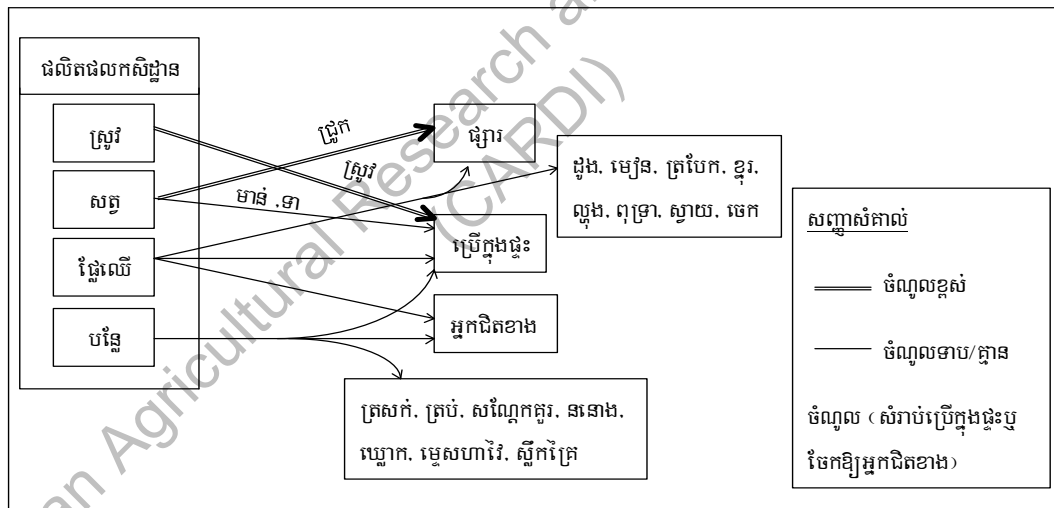 ផលិតផលកសិដ្ឋាន
ស្រូវ
សត្វ
ផ្លែឈើ
បន្លែ
ជ្រូក
ស្រូវ
មាន់ .ទា
ផ្សារ
ប្រើក្នុងផ្ទះ
អ្នកជិតខាង
ដូង, មៀន, ត្របែក, ខ្នុរ,
ល្ហុង, ពុទ្រា, ស្វាយ, ចេក
ត្រសក់, ត្រប់, សណ្តែកគួរ, ននោង,
ឃ្លោក, ម្ទេសហាវៃ, ស្លឹកគ្រៃ
សញ្ញាសំគាល់
ចំណូលខ្ពស់
ចំណូលទាប/គ្មាន
ចំណូល (សំរាប់ប្រើក្នុងផ្ទះឬ
ចែកឱ្យអ្នកជិតខាង)
an Agricultural Research a
(CARDI)